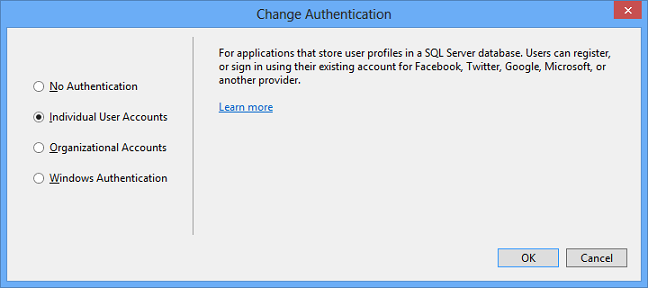 Change Authentication
No Authentication
Individual User Accounts
Organizational Accounts
Windows Authentication
For applications that store user profiles in a SQL Server database. Users can register,
or sign in using their existing account for Facebook, Twitter, Google, Microsoft, or
another provider.
Learn more
OK
Cancel